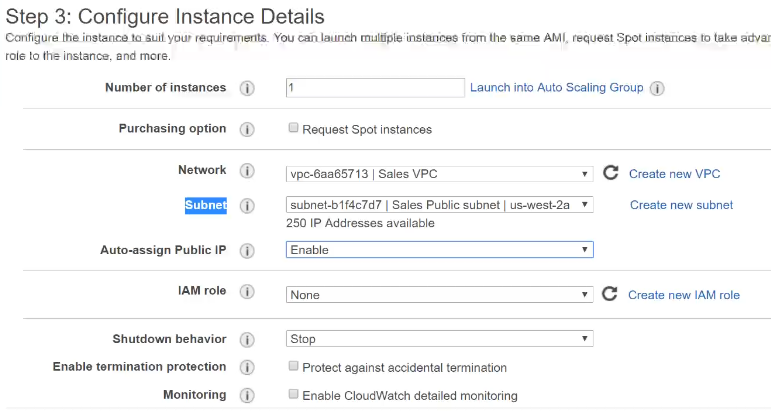 Step 3: Configure Instance Details
Configure the instance to suit your requirements. You can launch multiple instances from the same AMI, request Spot instances to take advan
role to the instance, and more.
Number of instances i 1 Launch into Auto Scaling Group i
Purchasing option i Request Spot instances
Network i vpc-6aa65713 | Sales VPC Create new VPC
Subnet i subnet-b1f4c7d7 | Sales Public subnet | us-west-2a Create new subnet
250 IP Addresses available
Auto-assign Public IP i Enable
IAM role i None Create new IAM role
Shutdown behavior i Stop
Enable termination protection i Protect against accidental termination
Monitoring i Enable CloudWatch detailed monitoring